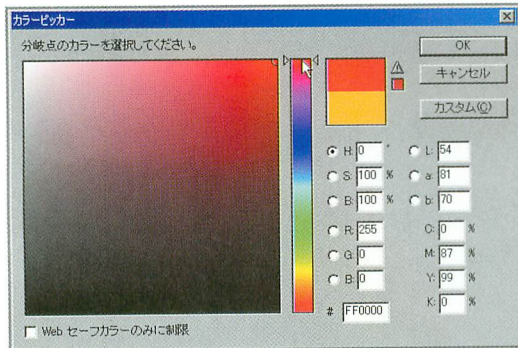 カラーピッカー
分岐点のカラーを選択してください。
OK
キャンセル
カスタム(C)
H: 0 °
S: 100 %
B: 100 %
R: 255
G: 0
B: 0
# FF0000
L: 54
a: 81
b: 70
C: 0 %
M: 87 %
Y: 99 %
K: 0 %
Web セーフカラーのみに制限